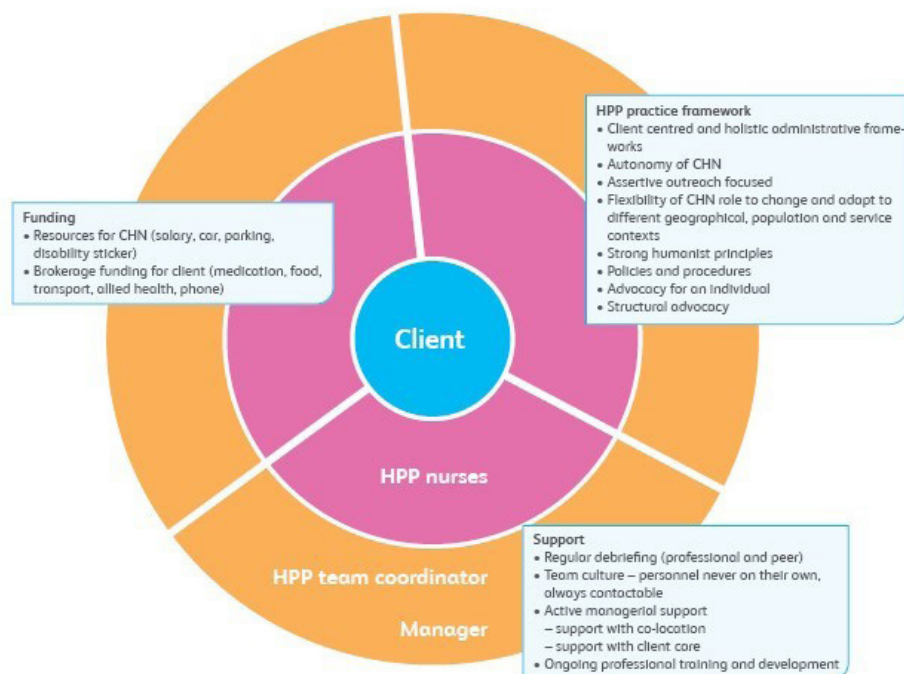 HPP practice framework
• Client centred and holistic administrative frame-
works
• Autonomy of CHN
• Assertive outreach focused
• Flexibility of CHN role to change and adapt to
different geographical, population and service
contexts
• Strong humanist principles
• Policies and procedures
• Advocacy for an individual
• Structural advocacy
Funding
• Resources for CHN (salary, car, parking,
disability sticker)
• Brokerage funding for client (medication, food,
transport, allied health, phone)
Client
HPP nurses
HPP team coordinator
Manager
Support
• Regular debriefing (professional and peer)
• Team culture – personnel never on their own,
always contactable
• Active managerial support
– support with co-location
– support with client care
• Ongoing professional training and development